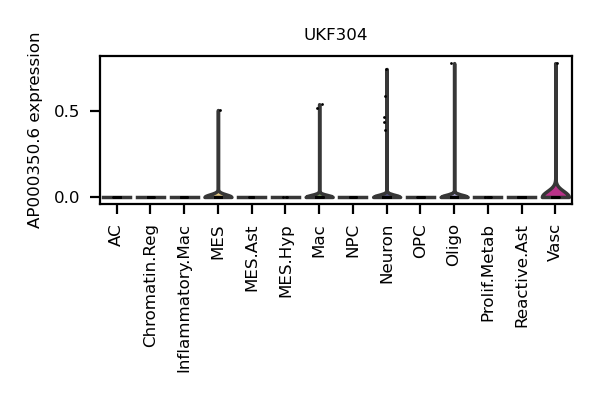 UKF304
AP000350.6 expression
0.5
0.0
AC
Chromatin.Reg
Inflammatory.Mac
MES
MES.Ast
MES.Hyp
Mac
NPC
Neuron
OPC
Oligo
Prolif.Metab
Reactive.Ast
Vasc